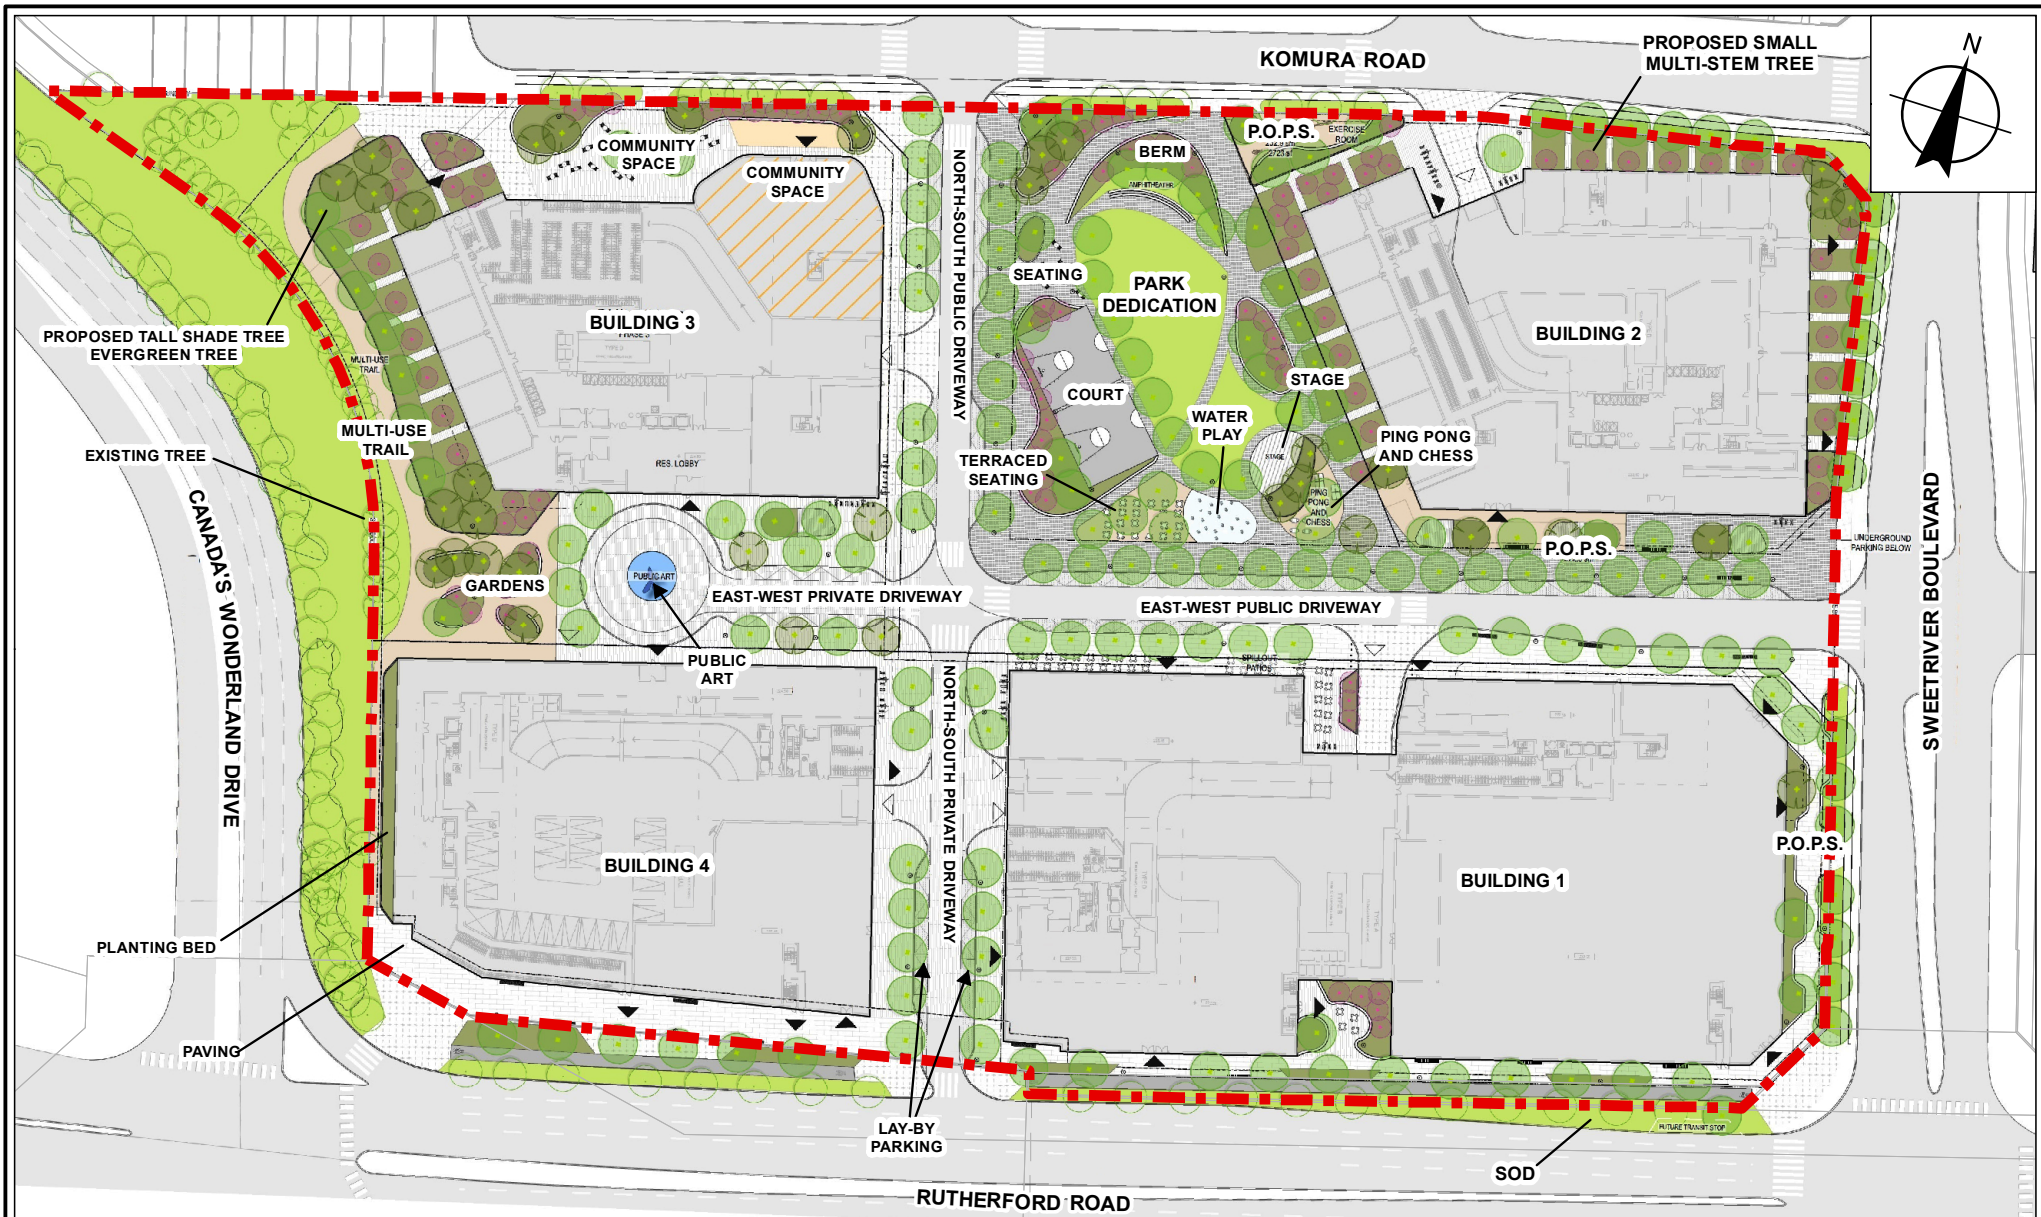 KOMURA ROAD
PROPOSED SMALL
MULTI-STEM TREE
N
COMMUNITY
SPACE
COMMUNITY
SPACE
NORTH-SOUTH PUBLIC DRIVEWAY
BERM
AMPHITHEATR
P.O.P.S.
EXERCISE
ROOM
2723
SEATING
PARK
DEDICATION
BUILDING 3
BUILDING 2
PROPOSED TALL SHADE TREE
EVERGREEN TREE
MULTI-USE
TRAIL
MULTI-USE
TRAIL
COURT
STAGE
WATER
PLAY
STAGE
PING PONG
AND CHESS
PING
PONG
AND
CHESS
TERRACED
SEATING
EXISTING TREE
RES. LOBBY
CANADA'S WONDERLAND DRIVE
SWEETRIVER BOULEVARD
UNDERGROUND
PARKING BELOW
P.O.P.S.
GARDENS
PUBLIC ART
EAST-WEST PRIVATE DRIVEWAY
EAST-WEST PUBLIC DRIVEWAY
PUBLIC
ART
SPILLOUT
PATIOS
NORTH-SOUTH PRIVATE DRIVEWAY
BUILDING 4
BUILDING 1
P.O.P.S.
PLANTING BED
PAVING
LAY-BY
PARKING
FUTURE TRANSIT STOP
SOD
RUTHERFORD ROAD